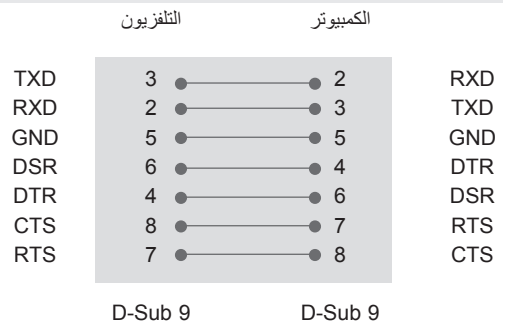 الكمبيوتر التلفزيون
TXD 3 2 RXD
RXD 2 3 TXD
GND 5 5 GND
DSR 6 4 DTR
DTR 4 6 DSR
CTS 8 7 RTS
RTS 7 8 CTS
D-Sub 9 D-Sub 9